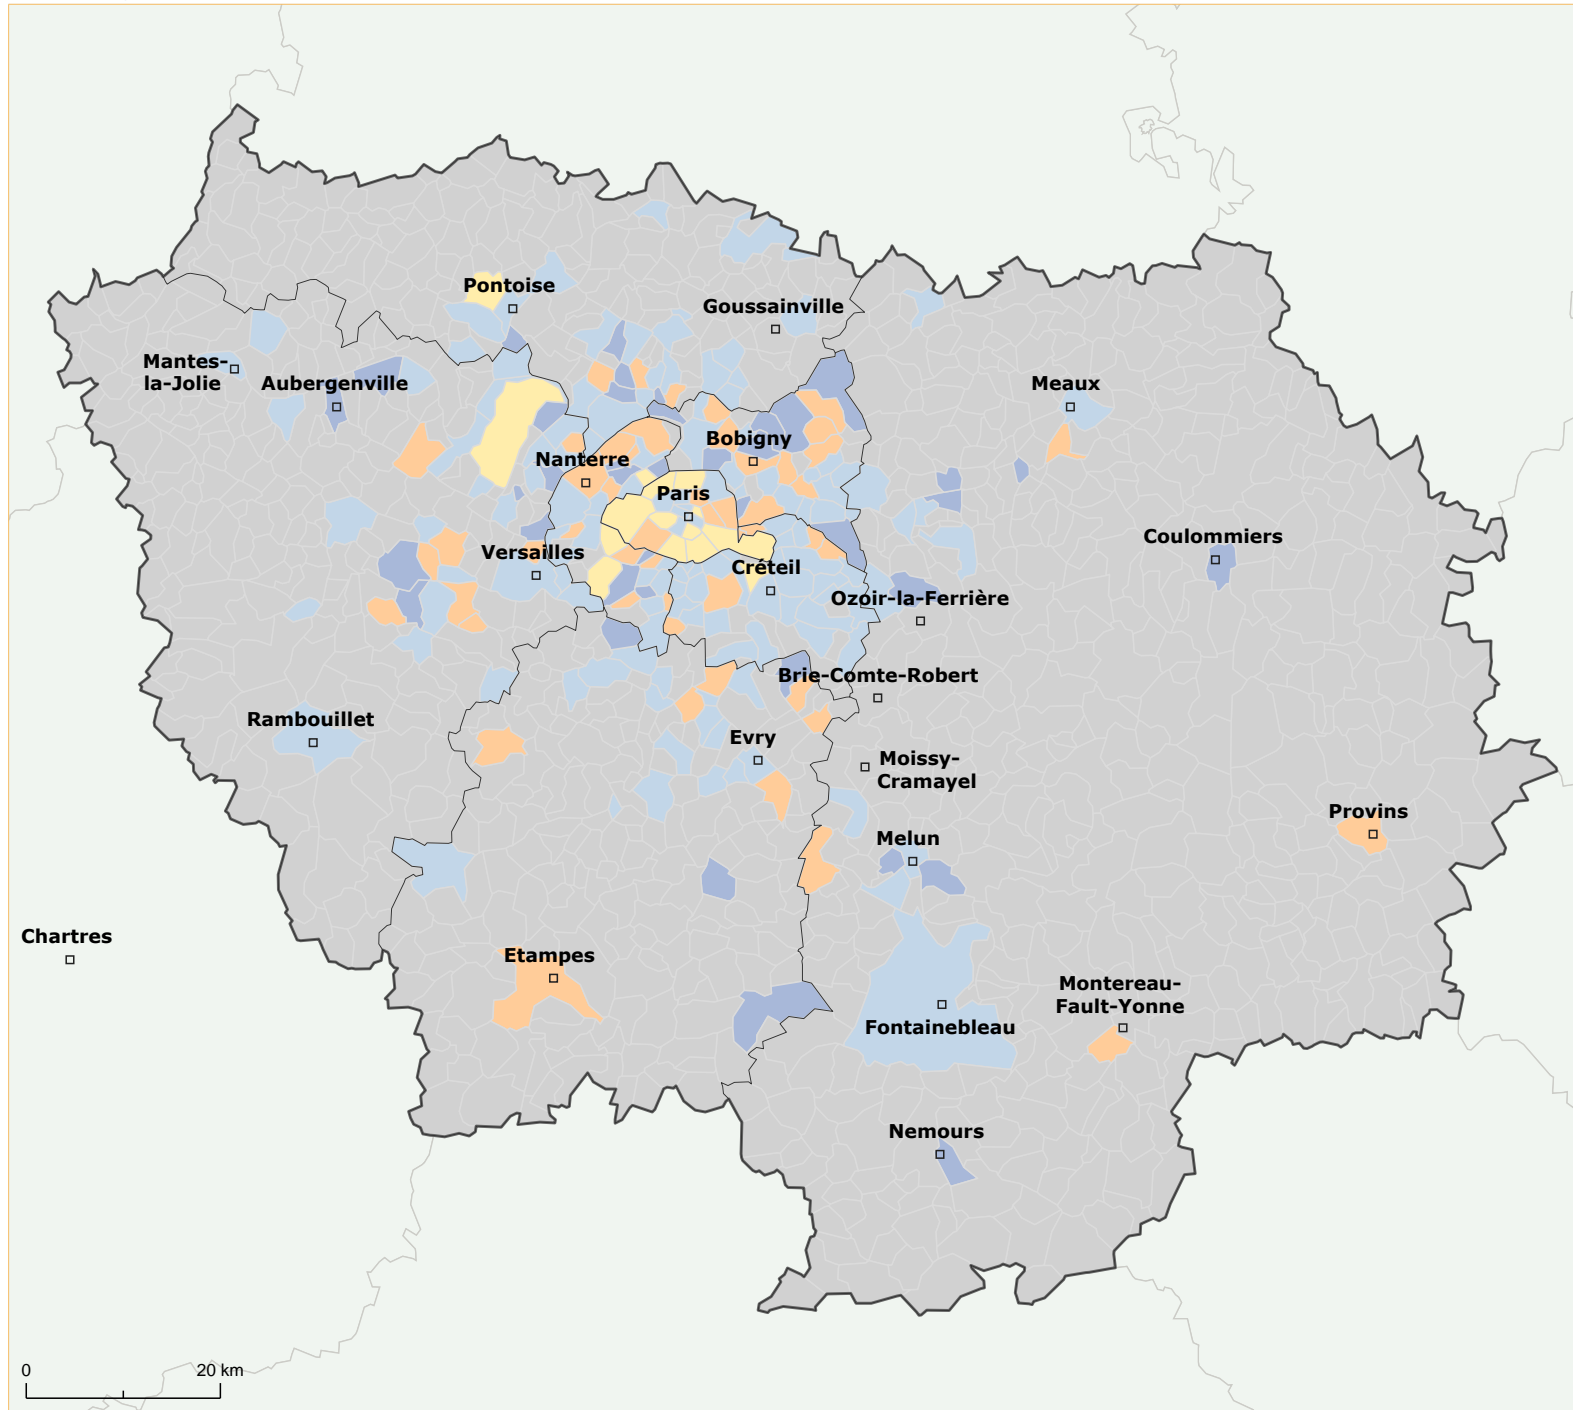 Pontoise
Goussainville
Mantes-
la-Jolie
Aubergenville
Meaux
Bobigny
Nanterre
Paris
Coulommiers
Versailles
Créteil
Ozoir-la-Ferrière
Brie-Comte-Robert
Rambouillet
Evry
Moissy-
Cramayel
Provins
Melun
Chartres
Etampes
Montereau-
Fault-Yonne
Fontainebleau
Nemours
0 20 km